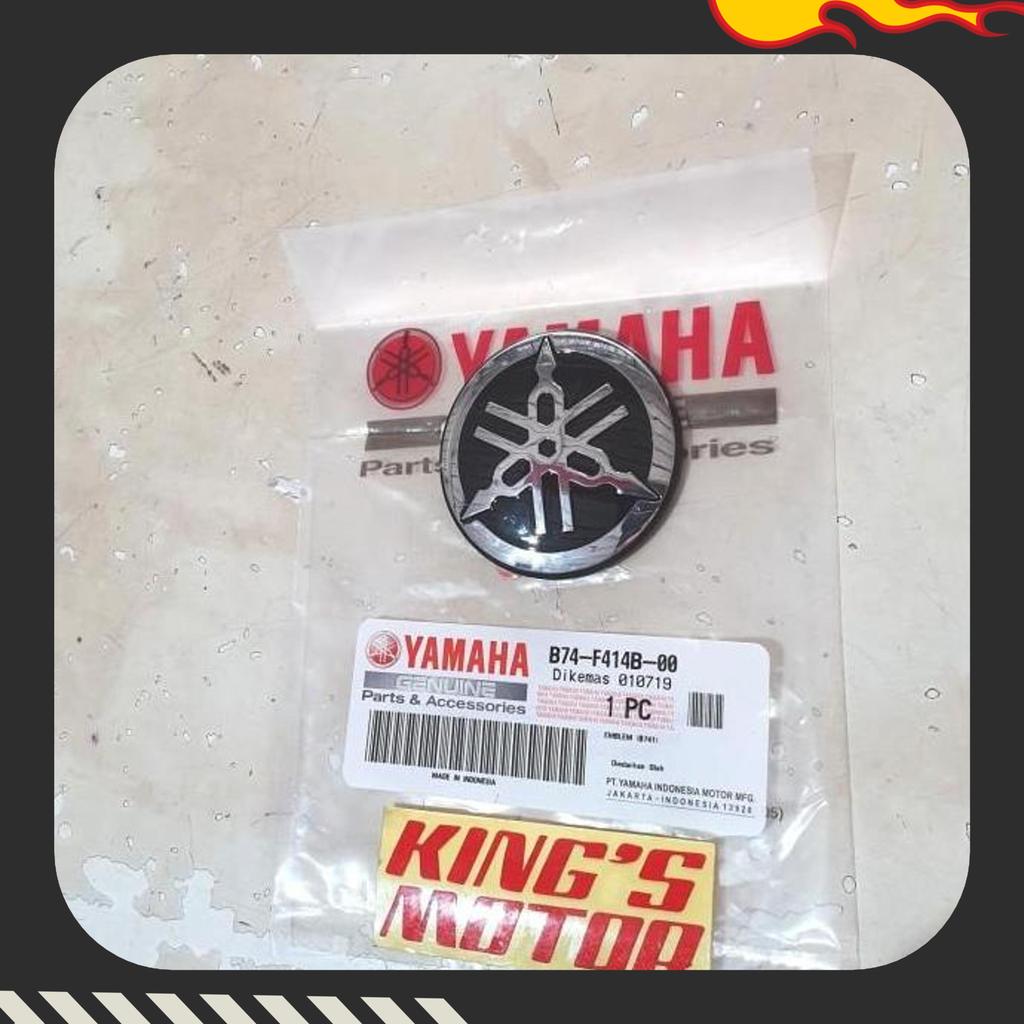 YAMAHA
Parts
ories
YAMAHA
B74-F414B-00
GENUINE
Dikemas 010719
Parts & Accessories
1 PC
EMBLEM (B741)
MADE IN INDONESIA
PT. YAMAHA INDONESIA MOTOR MFG.
JAKARTA - INDONESIA 13920
KING'S
MOTOR